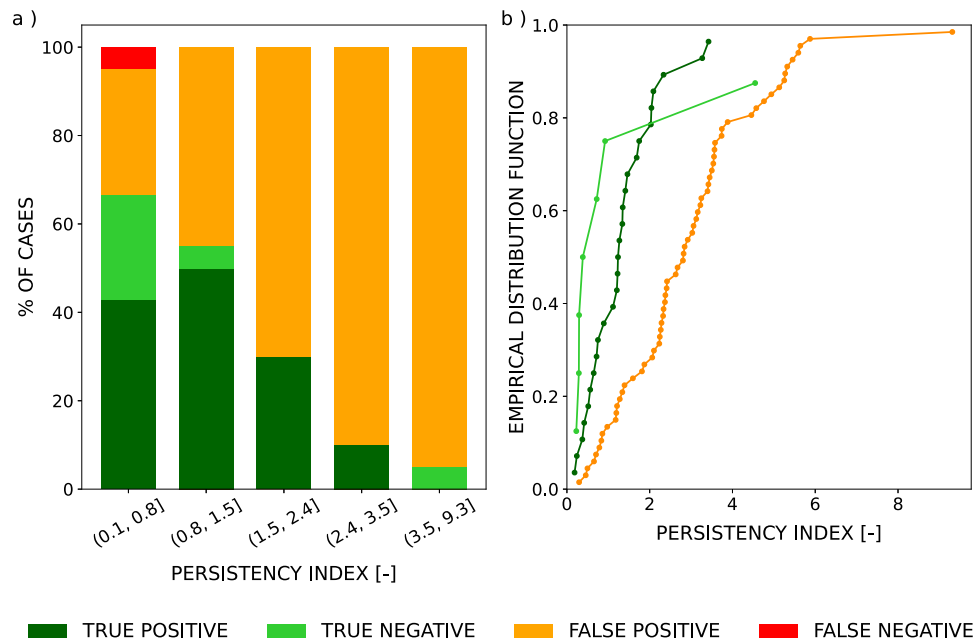 a )
100
80
60
40
20
0
% OF CASES
(0.1, 0.8]
(0.8, 1.5]
(1.5, 2.4]
(2.4, 3.5]
(3.5, 9.3]
PERSISTENCY INDEX [-]
b )
1.0
0.8
0.6
0.4
0.2
0.0
EMPIRICAL DISTRIBUTION FUNCTION
0
2
4
6
8
PERSISTENCY INDEX [-]
TRUE POSITIVE
TRUE NEGATIVE
FALSE POSITIVE
FALSE NEGATIVE